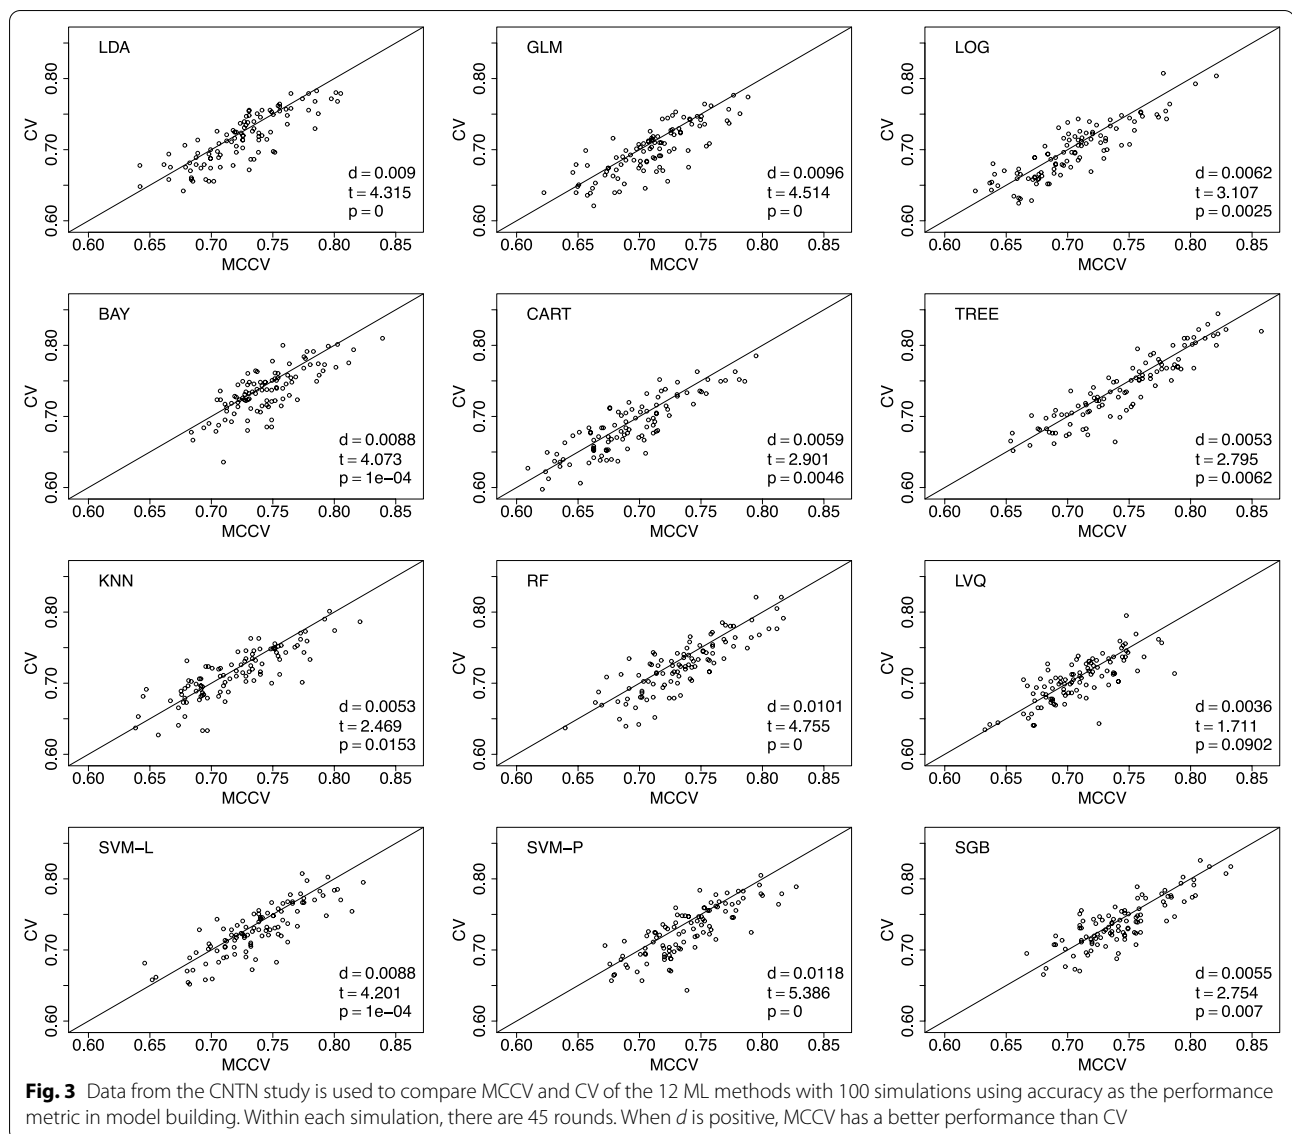 LDA
0.80
CV
0.70
0.60
d = 0.009
t = 4.315
p = 0
0.60 0.65 0.70 0.75 0.80 0.85
MCCV
GLM
0.80
CV
0.70
0.60
d = 0.0096
t = 4.514
p = 0
0.60 0.65 0.70 0.75 0.80 0.85
MCCV
LOG
0.80
CV
0.70
0.60
d = 0.0062
t = 3.107
p = 0.0025
0.60 0.65 0.70 0.75 0.80 0.85
MCCV
BAY
0.80
CV
0.70
0.60
d = 0.0088
t = 4.073
p = 1e−04
0.60 0.65 0.70 0.75 0.80 0.85
MCCV
CART
0.80
CV
0.70
0.60
d = 0.0059
t = 2.901
p = 0.0046
0.60 0.65 0.70 0.75 0.80 0.85
MCCV
TREE
0.80
CV
0.70
0.60
d = 0.0053
t = 2.795
p = 0.0062
0.60 0.65 0.70 0.75 0.80 0.85
MCCV
KNN
0.80
CV
0.70
0.60
d = 0.0053
t = 2.469
p = 0.0153
0.60 0.65 0.70 0.75 0.80 0.85
MCCV
RF
0.80
CV
0.70
0.60
d = 0.0101
t = 4.755
p = 0
0.60 0.65 0.70 0.75 0.80 0.85
MCCV
LVQ
0.80
CV
0.70
0.60
d = 0.0036
t = 1.711
p = 0.0902
0.60 0.65 0.70 0.75 0.80 0.85
MCCV
SVM−L
0.80
CV
0.70
0.60
d = 0.0088
t = 4.201
p = 1e−04
0.60 0.65 0.70 0.75 0.80 0.85
MCCV
SVM−P
0.80
CV
0.70
0.60
d = 0.0118
t = 5.386
p = 0
0.60 0.65 0.70 0.75 0.80 0.85
MCCV
SGB
0.80
CV
0.70
0.60
d = 0.0055
t = 2.754
p = 0.007
0.60 0.65 0.70 0.75 0.80 0.85
MCCV
Fig. 3 Data from the CNTN study is used to compare MCCV and CV of the 12 ML methods with 100 simulations using accuracy as the performance
metric in model building. Within each simulation, there are 45 rounds. When d is positive, MCCV has a better performance than CV